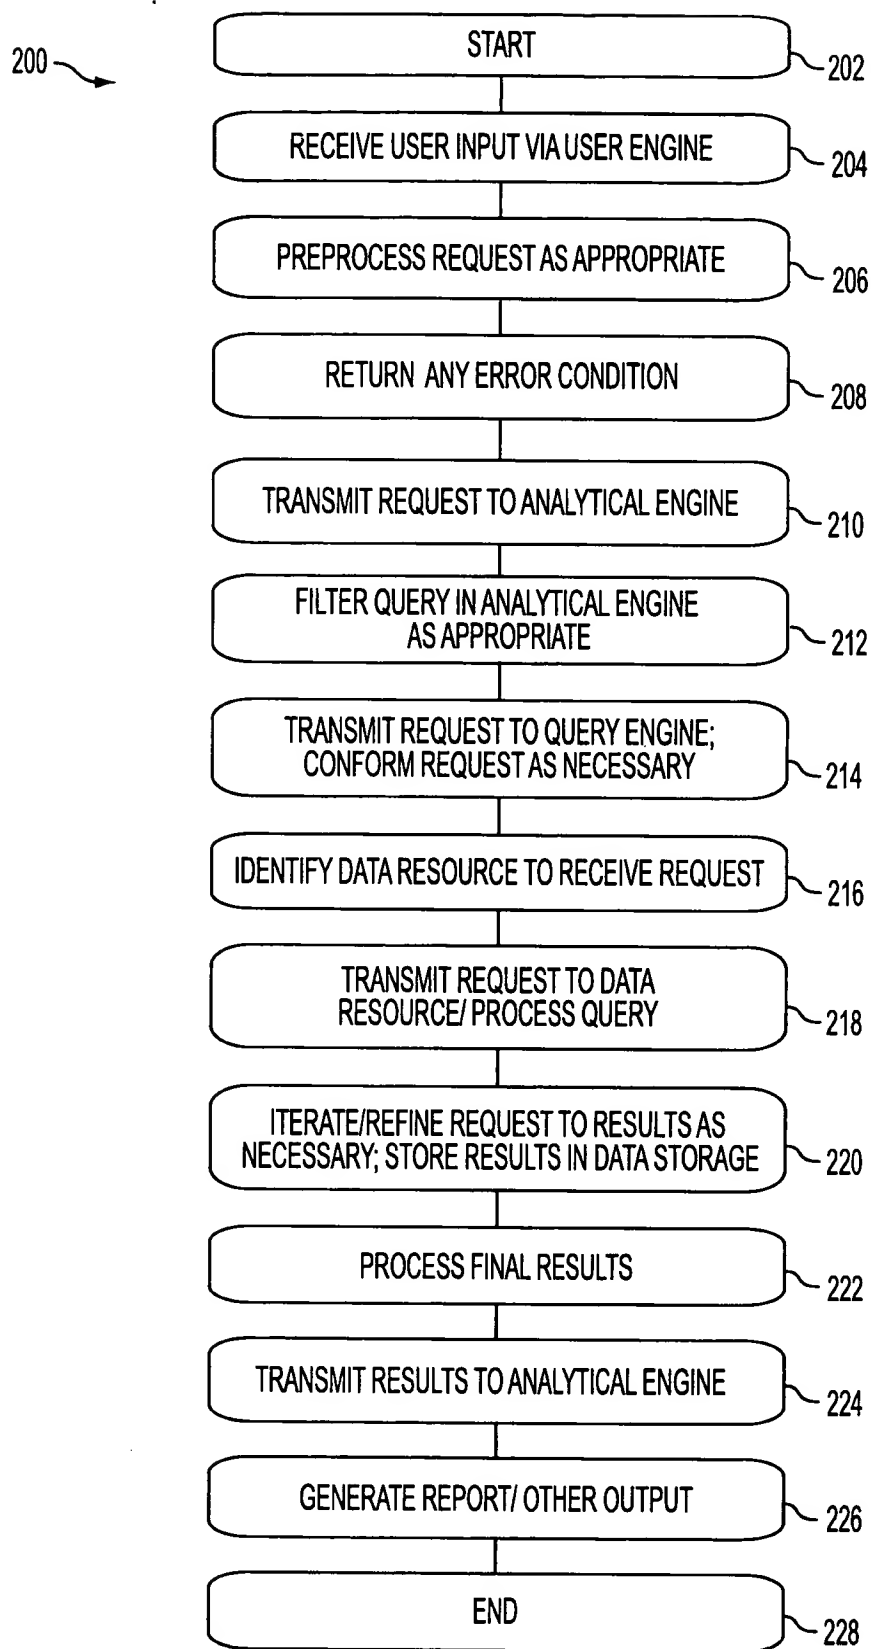 200
START
202
RECEIVE USER INPUT VIA USER ENGINE
204
PREPROCESS REQUEST AS APPROPRIATE
206
RETURN ANY ERROR CONDITION
208
TRANSMIT REQUEST TO ANALYTICAL ENGINE
210
FILTER QUERY IN ANALYTICAL ENGINE
AS APPROPRIATE
212
TRANSMIT REQUEST TO QUERY ENGINE;
CONFORM REQUEST AS NECESSARY
214
IDENTIFY DATA RESOURCE TO RECEIVE REQUEST
216
TRANSMIT REQUEST TO DATA
RESOURCE/ PROCESS QUERY
218
ITERATE/REFINE REQUEST TO RESULTS AS
NECESSARY; STORE RESULTS IN DATA STORAGE
220
PROCESS FINAL RESULTS
222
TRANSMIT RESULTS TO ANALYTICAL ENGINE
224
GENERATE REPORT/ OTHER OUTPUT
226
END
228